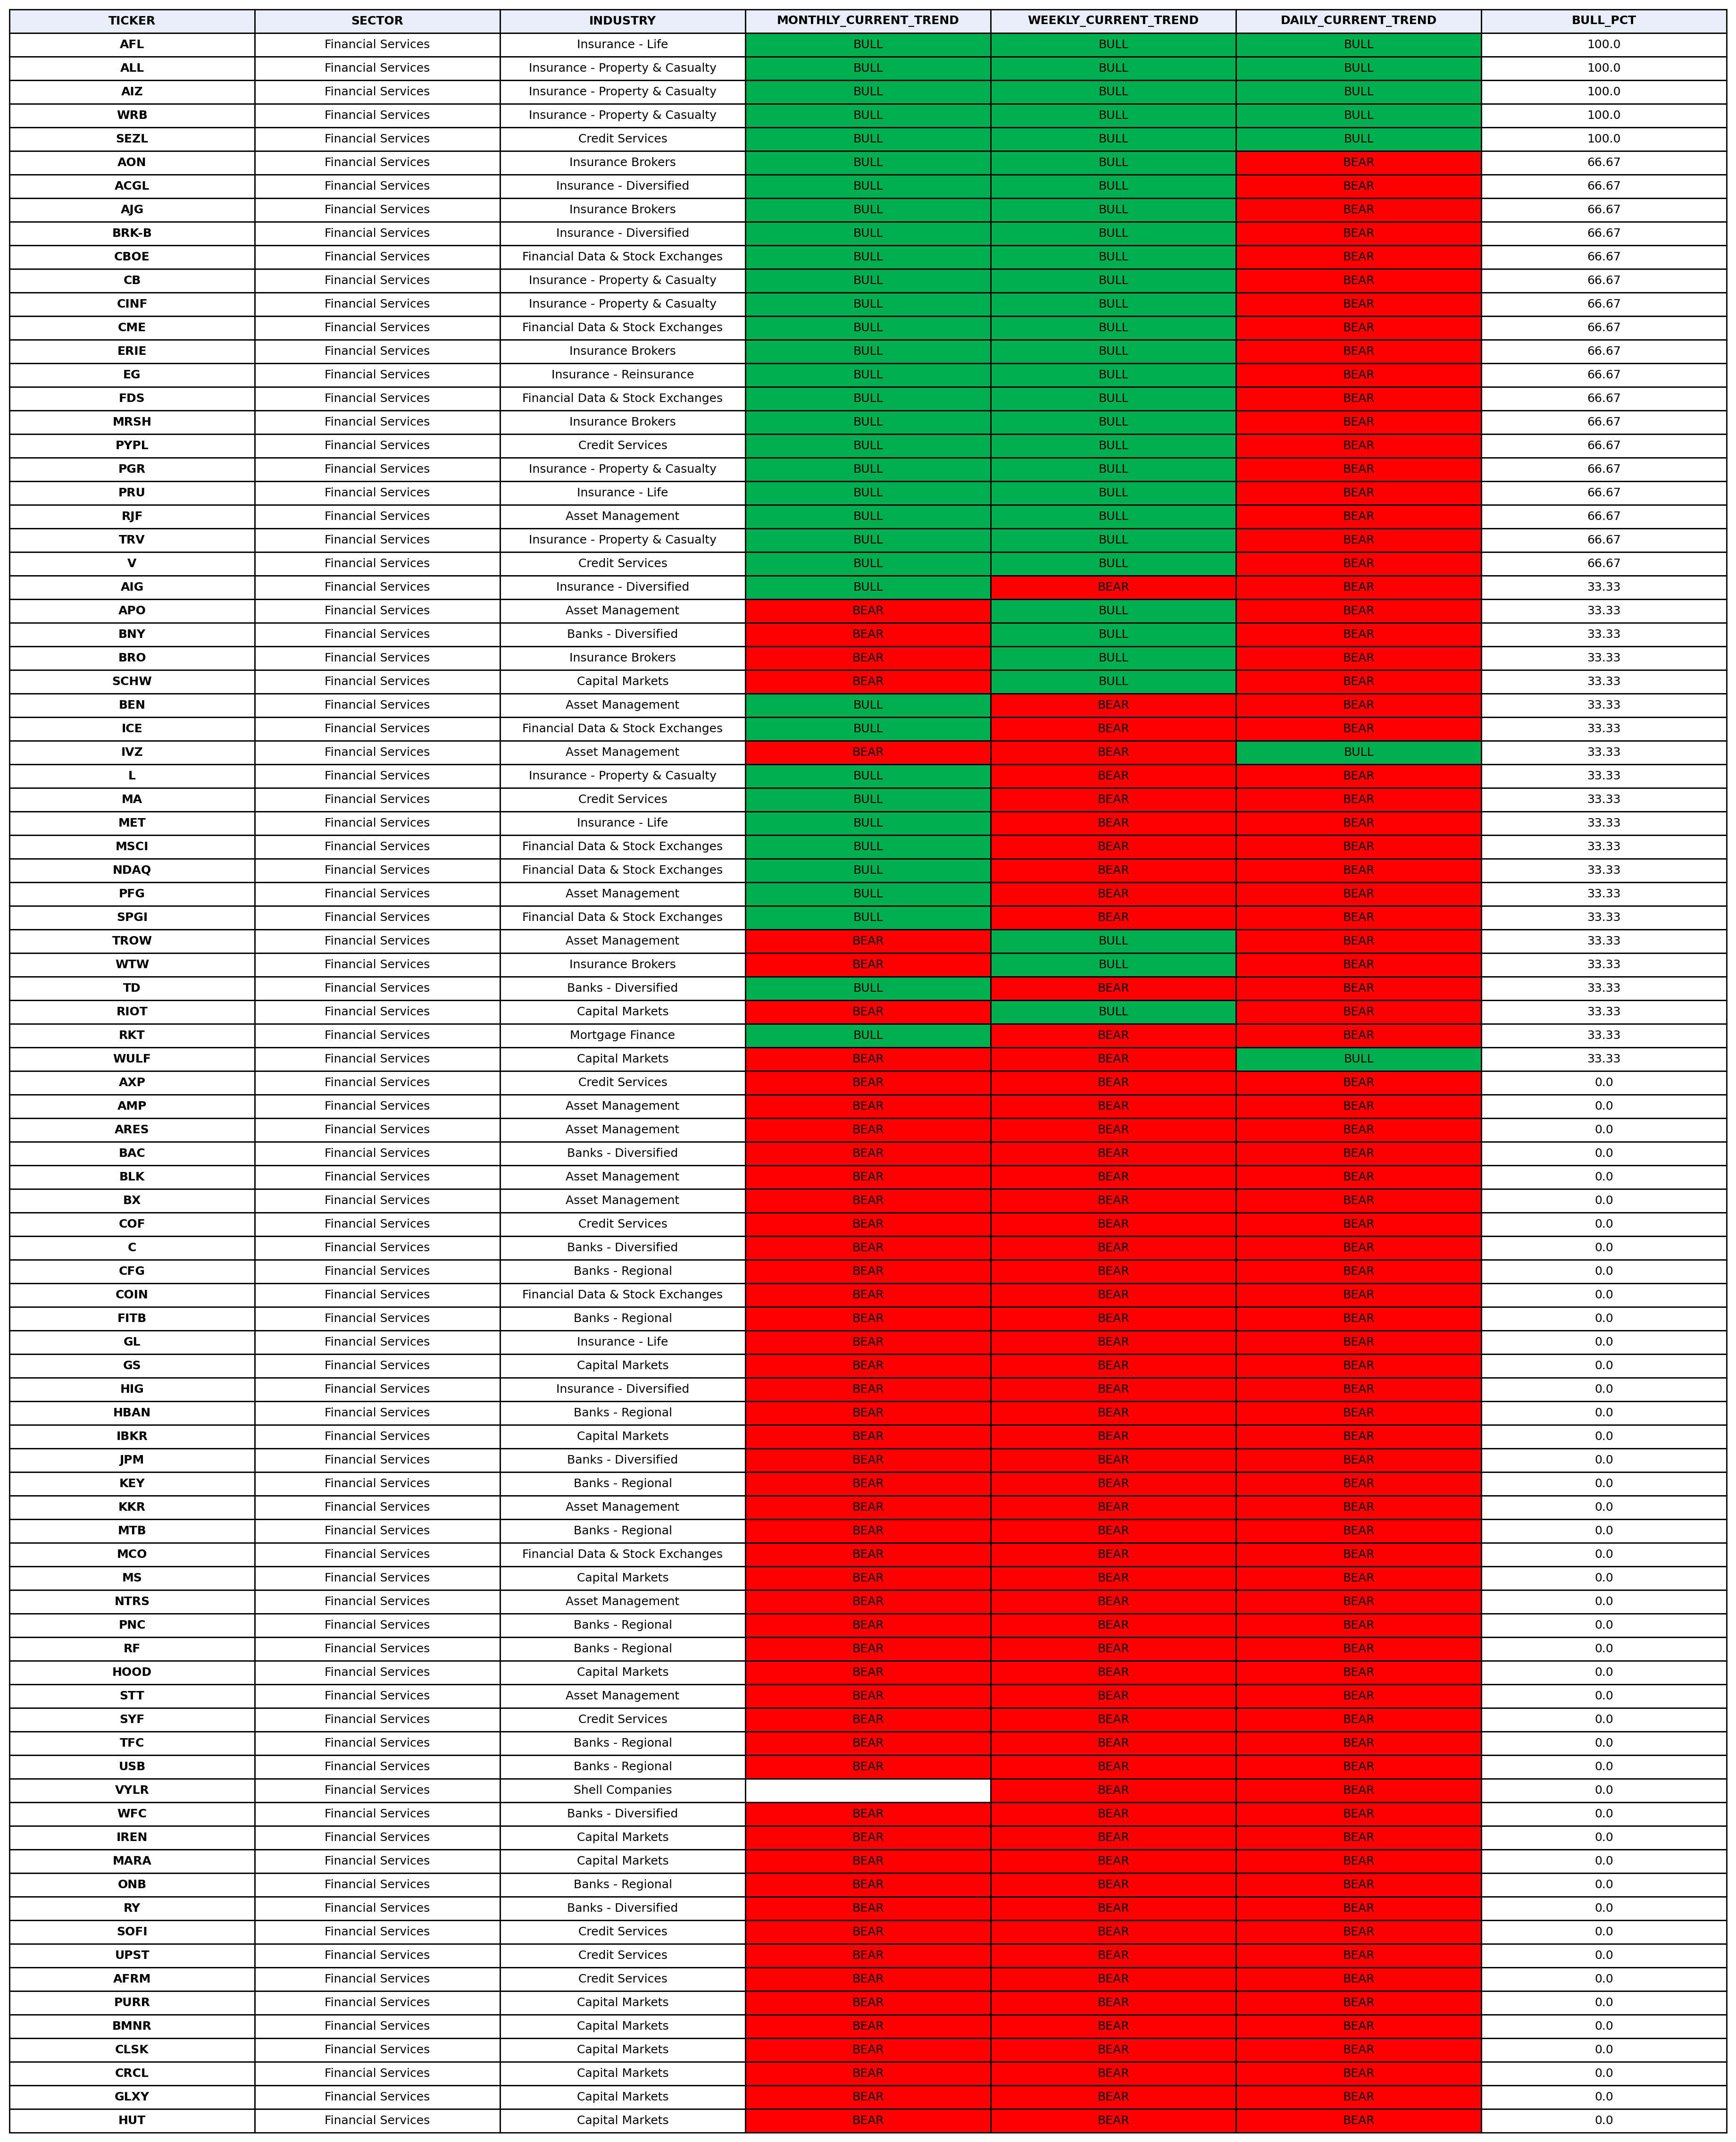 TICKER SECTOR INDUSTRY MONTHLY_CURRENT_TREND WEEKLY_CURRENT_TREND DAILY_CURRENT_TREND BULL_PCT
AFL Financial Services Insurance - Life BULL BULL BULL 100.0
ALL Financial Services Insurance - Property & Casualty BULL BULL BULL 100.0
AIZ Financial Services Insurance - Property & Casualty BULL BULL BULL 100.0
WRB Financial Services Insurance - Property & Casualty BULL BULL BULL 100.0
SEZL Financial Services Credit Services BULL BULL BULL 100.0
AON Financial Services Insurance Brokers BULL BULL BEAR 66.67
ACGL Financial Services Insurance - Diversified BULL BULL BEAR 66.67
AJG Financial Services Insurance Brokers BULL BULL BEAR 66.67
BRK-B Financial Services Insurance - Diversified BULL BULL BEAR 66.67
CBOE Financial Services Financial Data & Stock Exchanges BULL BULL BEAR 66.67
CB Financial Services Insurance - Property & Casualty BULL BULL BEAR 66.67
CINF Financial Services Insurance - Property & Casualty BULL BULL BEAR 66.67
CME Financial Services Financial Data & Stock Exchanges BULL BULL BEAR 66.67
ERIE Financial Services Insurance Brokers BULL BULL BEAR 66.67
EG Financial Services Insurance - Reinsurance BULL BULL BEAR 66.67
FDS Financial Services Financial Data & Stock Exchanges BULL BULL BEAR 66.67
MRSH Financial Services Insurance Brokers BULL BULL BEAR 66.67
PYPL Financial Services Credit Services BULL BULL BEAR 66.67
PGR Financial Services Insurance - Property & Casualty BULL BULL BEAR 66.67
PRU Financial Services Insurance - Life BULL BULL BEAR 66.67
RJF Financial Services Asset Management BULL BULL BEAR 66.67
TRV Financial Services Insurance - Property & Casualty BULL BULL BEAR 66.67
V Financial Services Credit Services BULL BULL BEAR 66.67
AIG Financial Services Insurance - Diversified BULL BEAR BEAR 33.33
APO Financial Services Asset Management BEAR BULL BEAR 33.33
BNY Financial Services Banks - Diversified BEAR BULL BEAR 33.33
BRO Financial Services Insurance Brokers BEAR BULL BEAR 33.33
SCHW Financial Services Capital Markets BEAR BULL BEAR 33.33
BEN Financial Services Asset Management BULL BEAR BEAR 33.33
ICE Financial Services Financial Data & Stock Exchanges BULL BEAR BEAR 33.33
IVZ Financial Services Asset Management BEAR BEAR BULL 33.33
L Financial Services Insurance - Property & Casualty BULL BEAR BEAR 33.33
MA Financial Services Credit Services BULL BEAR BEAR 33.33
MET Financial Services Insurance - Life BULL BEAR BEAR 33.33
MSCI Financial Services Financial Data & Stock Exchanges BULL BEAR BEAR 33.33
NDAQ Financial Services Financial Data & Stock Exchanges BULL BEAR BEAR 33.33
PFG Financial Services Asset Management BULL BEAR BEAR 33.33
SPGI Financial Services Financial Data & Stock Exchanges BULL BEAR BEAR 33.33
TROW Financial Services Asset Management BEAR BULL BEAR 33.33
WTW Financial Services Insurance Brokers BEAR BULL BEAR 33.33
TD Financial Services Banks - Diversified BULL BEAR BEAR 33.33
RIOT Financial Services Capital Markets BEAR BULL BEAR 33.33
RKT Financial Services Mortgage Finance BULL BEAR BEAR 33.33
WULF Financial Services Capital Markets BEAR BEAR BULL 33.33
AXP Financial Services Credit Services BEAR BEAR BEAR 0.0
AMP Financial Services Asset Management BEAR BEAR BEAR 0.0
ARES Financial Services Asset Management BEAR BEAR BEAR 0.0
BAC Financial Services Banks - Diversified BEAR BEAR BEAR 0.0
BLK Financial Services Asset Management BEAR BEAR BEAR 0.0
BX Financial Services Asset Management BEAR BEAR BEAR 0.0
COF Financial Services Credit Services BEAR BEAR BEAR 0.0
C Financial Services Banks - Diversified BEAR BEAR BEAR 0.0
CFG Financial Services Banks - Regional BEAR BEAR BEAR 0.0
COIN Financial Services Financial Data & Stock Exchanges BEAR BEAR BEAR 0.0
FITB Financial Services Banks - Regional BEAR BEAR BEAR 0.0
GL Financial Services Insurance - Life BEAR BEAR BEAR 0.0
GS Financial Services Capital Markets BEAR BEAR BEAR 0.0
HIG Financial Services Insurance - Diversified BEAR BEAR BEAR 0.0
HBAN Financial Services Banks - Regional BEAR BEAR BEAR 0.0
IBKR Financial Services Capital Markets BEAR BEAR BEAR 0.0
JPM Financial Services Banks - Diversified BEAR BEAR BEAR 0.0
KEY Financial Services Banks - Regional BEAR BEAR BEAR 0.0
KKR Financial Services Asset Management BEAR BEAR BEAR 0.0
MTB Financial Services Banks - Regional BEAR BEAR BEAR 0.0
MCO Financial Services Financial Data & Stock Exchanges BEAR BEAR BEAR 0.0
MS Financial Services Capital Markets BEAR BEAR BEAR 0.0
NTRS Financial Services Asset Management BEAR BEAR BEAR 0.0
PNC Financial Services Banks - Regional BEAR BEAR BEAR 0.0
RF Financial Services Banks - Regional BEAR BEAR BEAR 0.0
HOOD Financial Services Capital Markets BEAR BEAR BEAR 0.0
STT Financial Services Asset Management BEAR BEAR BEAR 0.0
SYF Financial Services Credit Services BEAR BEAR BEAR 0.0
TFC Financial Services Banks - Regional BEAR BEAR BEAR 0.0
USB Financial Services Banks - Regional BEAR BEAR BEAR 0.0
VYLR Financial Services Shell Companies BEAR BEAR 0.0
WFC Financial Services Banks - Diversified BEAR BEAR BEAR 0.0
IREN Financial Services Capital Markets BEAR BEAR BEAR 0.0
MARA Financial Services Capital Markets BEAR BEAR BEAR 0.0
ONB Financial Services Banks - Regional BEAR BEAR BEAR 0.0
RY Financial Services Banks - Diversified BEAR BEAR BEAR 0.0
SOFI Financial Services Credit Services BEAR BEAR BEAR 0.0
UPST Financial Services Credit Services BEAR BEAR BEAR 0.0
AFRM Financial Services Credit Services BEAR BEAR BEAR 0.0
PURR Financial Services Capital Markets BEAR BEAR BEAR 0.0
BMNR Financial Services Capital Markets BEAR BEAR BEAR 0.0
CLSK Financial Services Capital Markets BEAR BEAR BEAR 0.0
CRCL Financial Services Capital Markets BEAR BEAR BEAR 0.0
GLXY Financial Services Capital Markets BEAR BEAR BEAR 0.0
HUT Financial Services Capital Markets BEAR BEAR BEAR 0.0